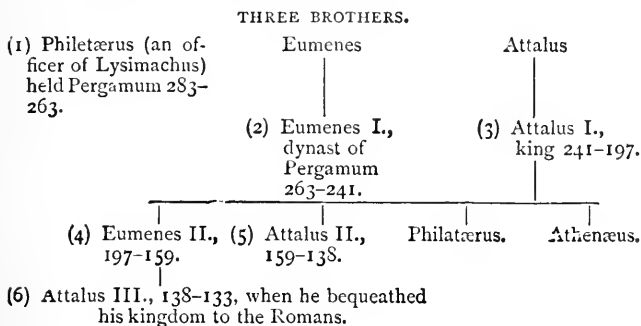 THREE BROTHERS.
(1) Philetærus (an of-
ficer of Lysimachus)
held Pergamum 283–
263.
Eumenes
Attalus
(2) Eumenes I.,
dynast of
Pergamum
263–241.
(3) Attalus I.,
king 241–197.
(4) Eumenes II.,
197–159.
(5) Attalus II.,
159–138.
Philatærus.
Athenæus.
(6) Attalus III., 138–133, when he bequeathed
his kingdom to the Romans.